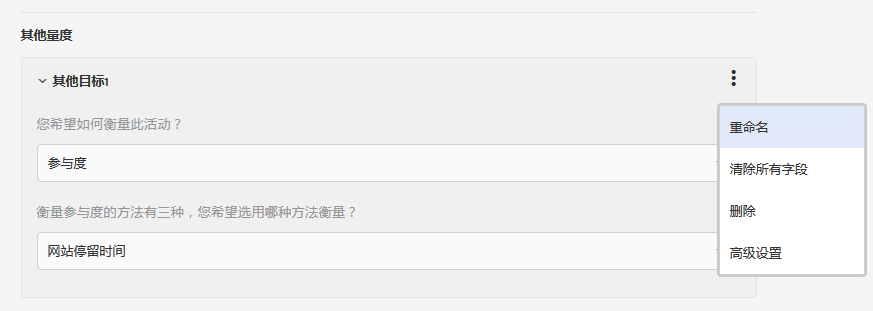 其他量度
其他目标1
您希望如何衡量此活动？
重命名
参与度
清除所有字段
衡量参与度的方法有三种，您希望选用哪种方法衡量？
删除
网站停留时间
高级设置